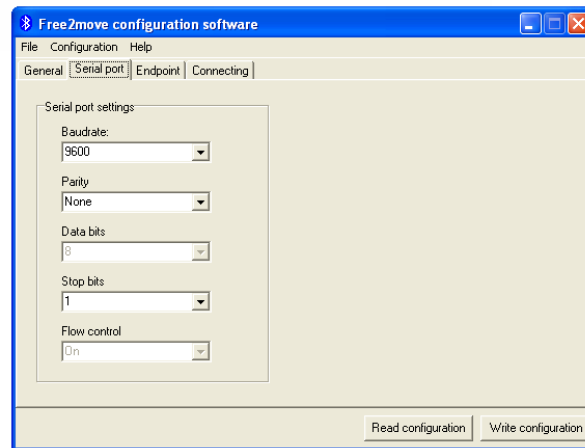 Free2move configuration software
File Configuration Help
General Serial port Endpoint Connecting
Serial port settings
Baudrate:
9600
Parity
None
Data bits
8
Stop bits
1
Flow control
On
Read configuration Write configuration